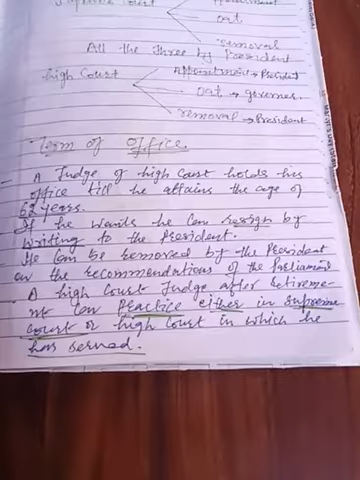 Supreme Court Appointment
oat
removal
All the three by President
high Court Appointment → President
oat → governer.
removal → President
Term of Office.
- A Judge of high Court holds his
office till he attains the age of
62 years.
If he wants he can resign by
writing to the President.
- He can be removed by the President
on the recommendations of the Parliament
- A high Court Judge after retireme-
nt can Practice either in Supreme
court or high Court in which he
has served.